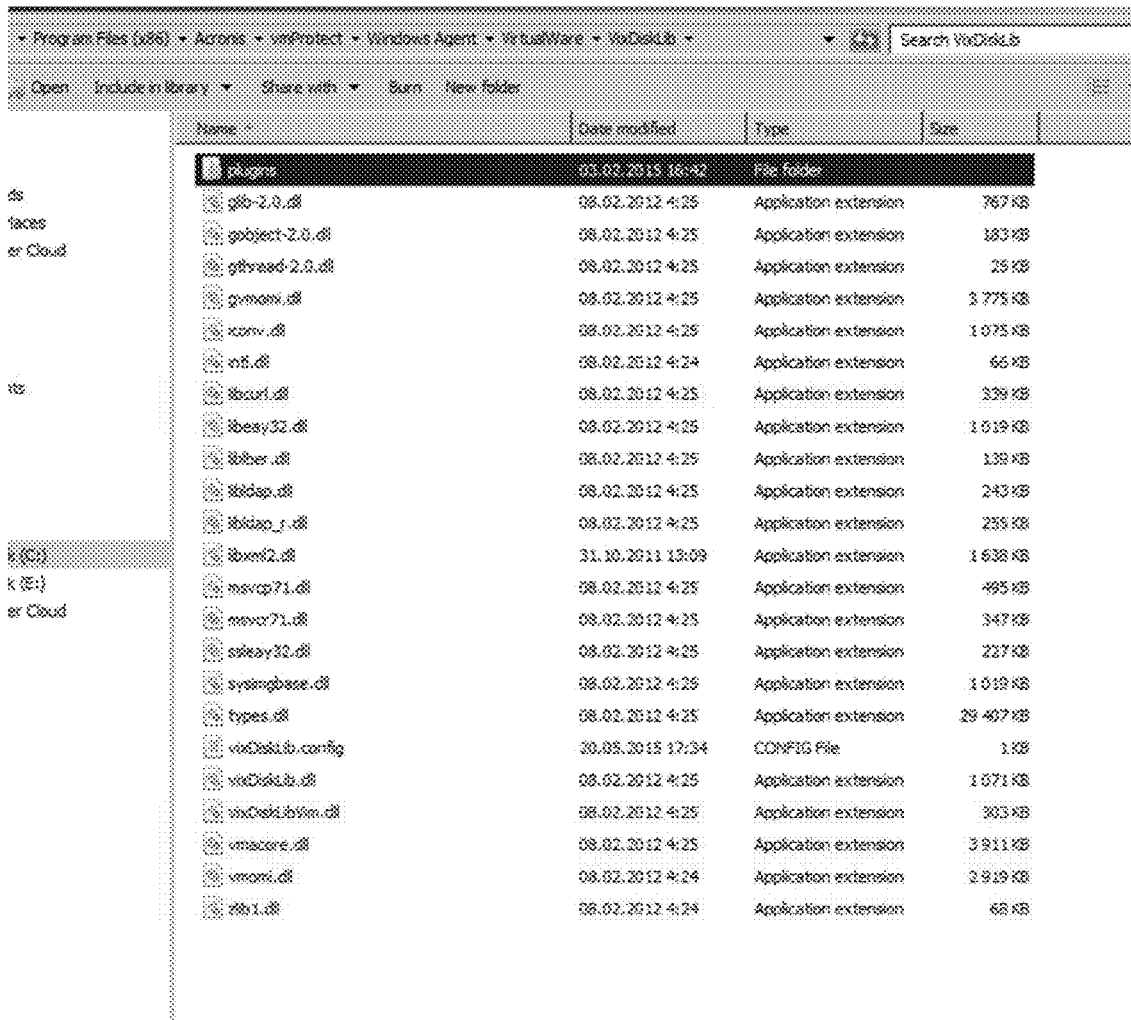 Program Files (x86) Acronis vmProtect Windows Agent VirtualWare VixDiskLib Search VixDiskLib
Open Include in library Share with Burn New folder
Name Date modified Type Size
plugins 03.02.2015 16:42 File folder
glib-2.0.dll 08.02.2012 4:25 Application extension 767 KB
gobject-2.0.dll 08.02.2012 4:25 Application extension 183 KB
gthread-2.0.dll 08.02.2012 4:25 Application extension 29 KB
gvmomi.dll 08.02.2012 4:25 Application extension 3 775 KB
iconv.dll 08.02.2012 4:25 Application extension 1 075 KB
intl.dll 08.02.2012 4:24 Application extension 66 KB
libcurl.dll 08.02.2012 4:25 Application extension 339 KB
libeay32.dll 08.02.2012 4:25 Application extension 1 019 KB
liblber.dll 08.02.2012 4:25 Application extension 139 KB
libldap.dll 08.02.2012 4:25 Application extension 243 KB
libldap_r.dll 08.02.2012 4:25 Application extension 255 KB
libxml2.dll 31.10.2011 13:09 Application extension 1 638 KB
msvcp71.dll 08.02.2012 4:25 Application extension 495 KB
msvcr71.dll 08.02.2012 4:25 Application extension 347 KB
ssleay32.dll 08.02.2012 4:25 Application extension 227 KB
sysimgbase.dll 08.02.2012 4:25 Application extension 1 019 KB
types.dll 08.02.2012 4:25 Application extension 29 407 KB
vixDiskLib.config 20.05.2015 17:34 CONFIG File 1 KB
vixDiskLib.dll 08.02.2012 4:25 Application extension 1 071 KB
vixDiskLibVim.dll 08.02.2012 4:25 Application extension 303 KB
vmacore.dll 08.02.2012 4:25 Application extension 3 911 KB
vmomi.dll 08.02.2012 4:24 Application extension 2 919 KB
zlib1.dll 08.02.2012 4:24 Application extension 68 KB
ds
laces
er Cloud
nts
k (C:)
k (E:)
er Cloud